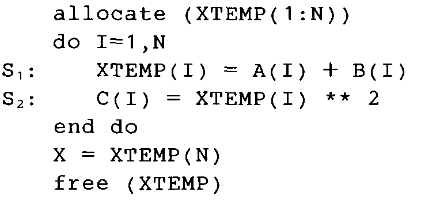 allocate (XTEMP(1:N))
do I=1,N
S₁: XTEMP(I) = A(I) + B(I)
S₂: C(I) = XTEMP(I) ** 2
end do
X = XTEMP(N)
free (XTEMP)